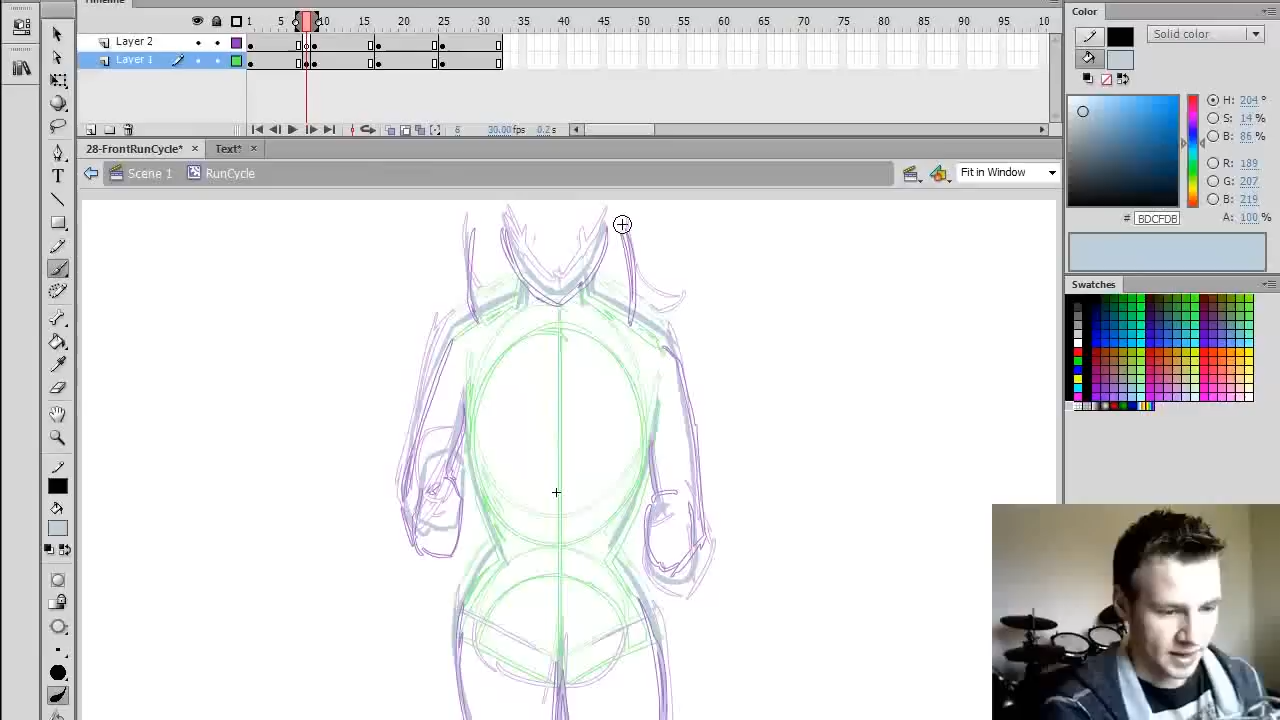 Timeline
1 5 10 15 20 25 30 35 40 45 50 55 60 65 70 75 80 85 90 95 10
Layer 2
Layer 1
6 30.00 fps 0.2 s
28-FrontRunCycle* × Text* ×
Scene 1 RunCycle Fit in Window
Color
Solid color
H: 204 °
S: 14 %
B: 86 %
R: 189
G: 207
B: 219
# BDCFDB A: 100 %
Swatches
T